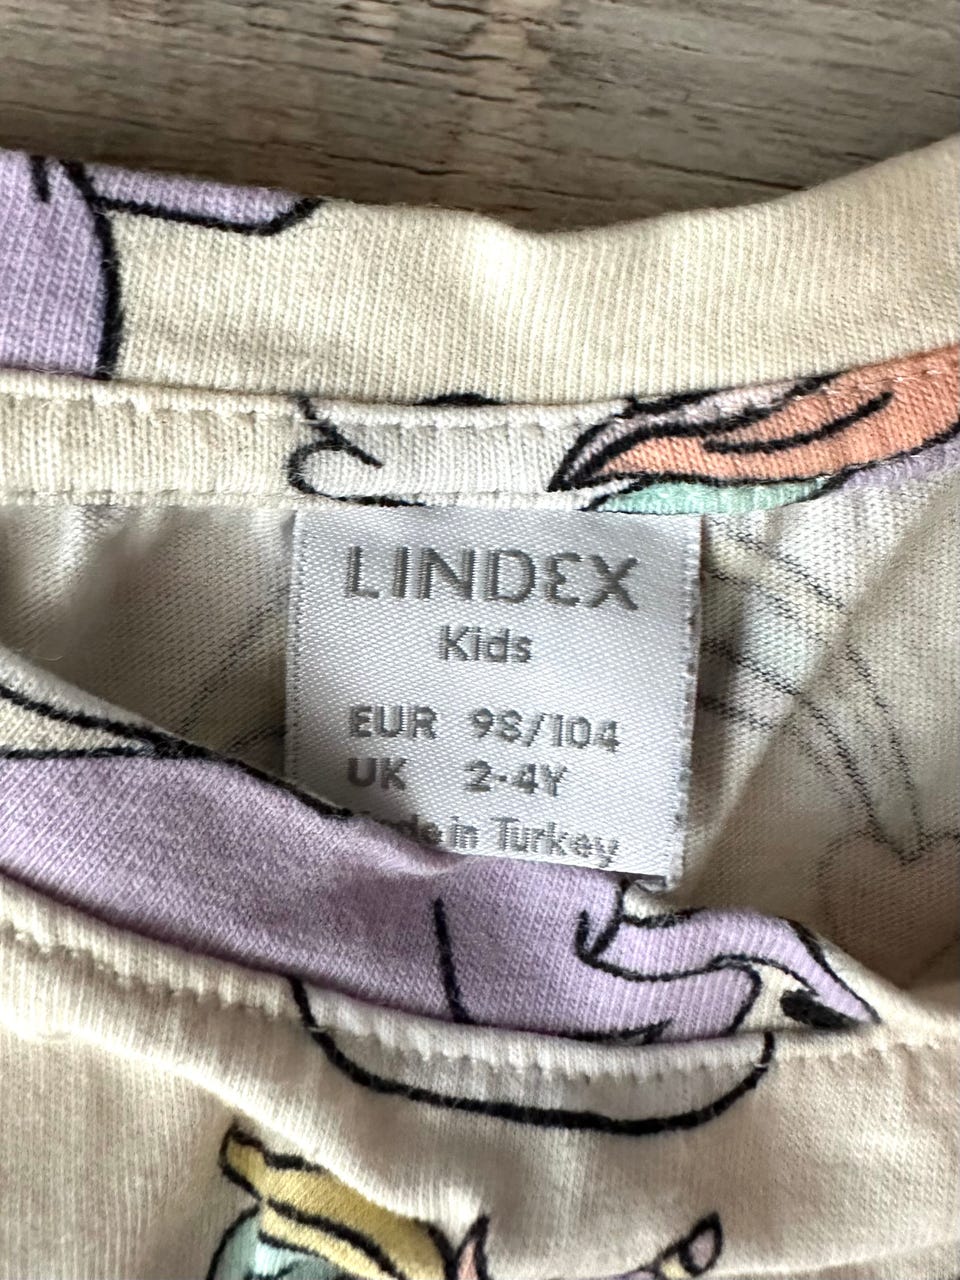 LINDEX
Kids
EUR 98/104
UK 2-4Y
in Turkey